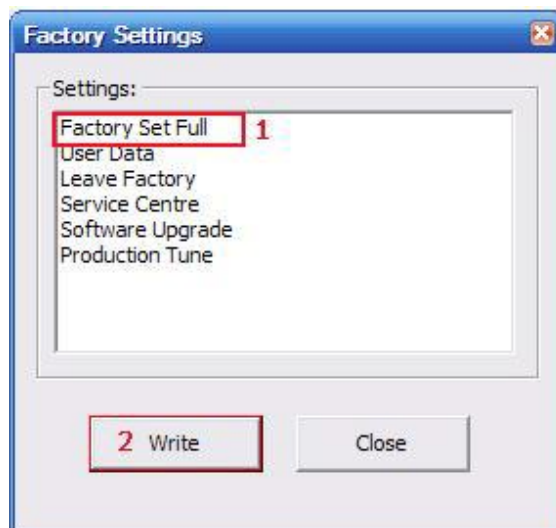 Factory Settings
Settings:
Factory Set Full 1
User Data
Leave Factory
Service Centre
Software Upgrade
Production Tune
2 Write Close